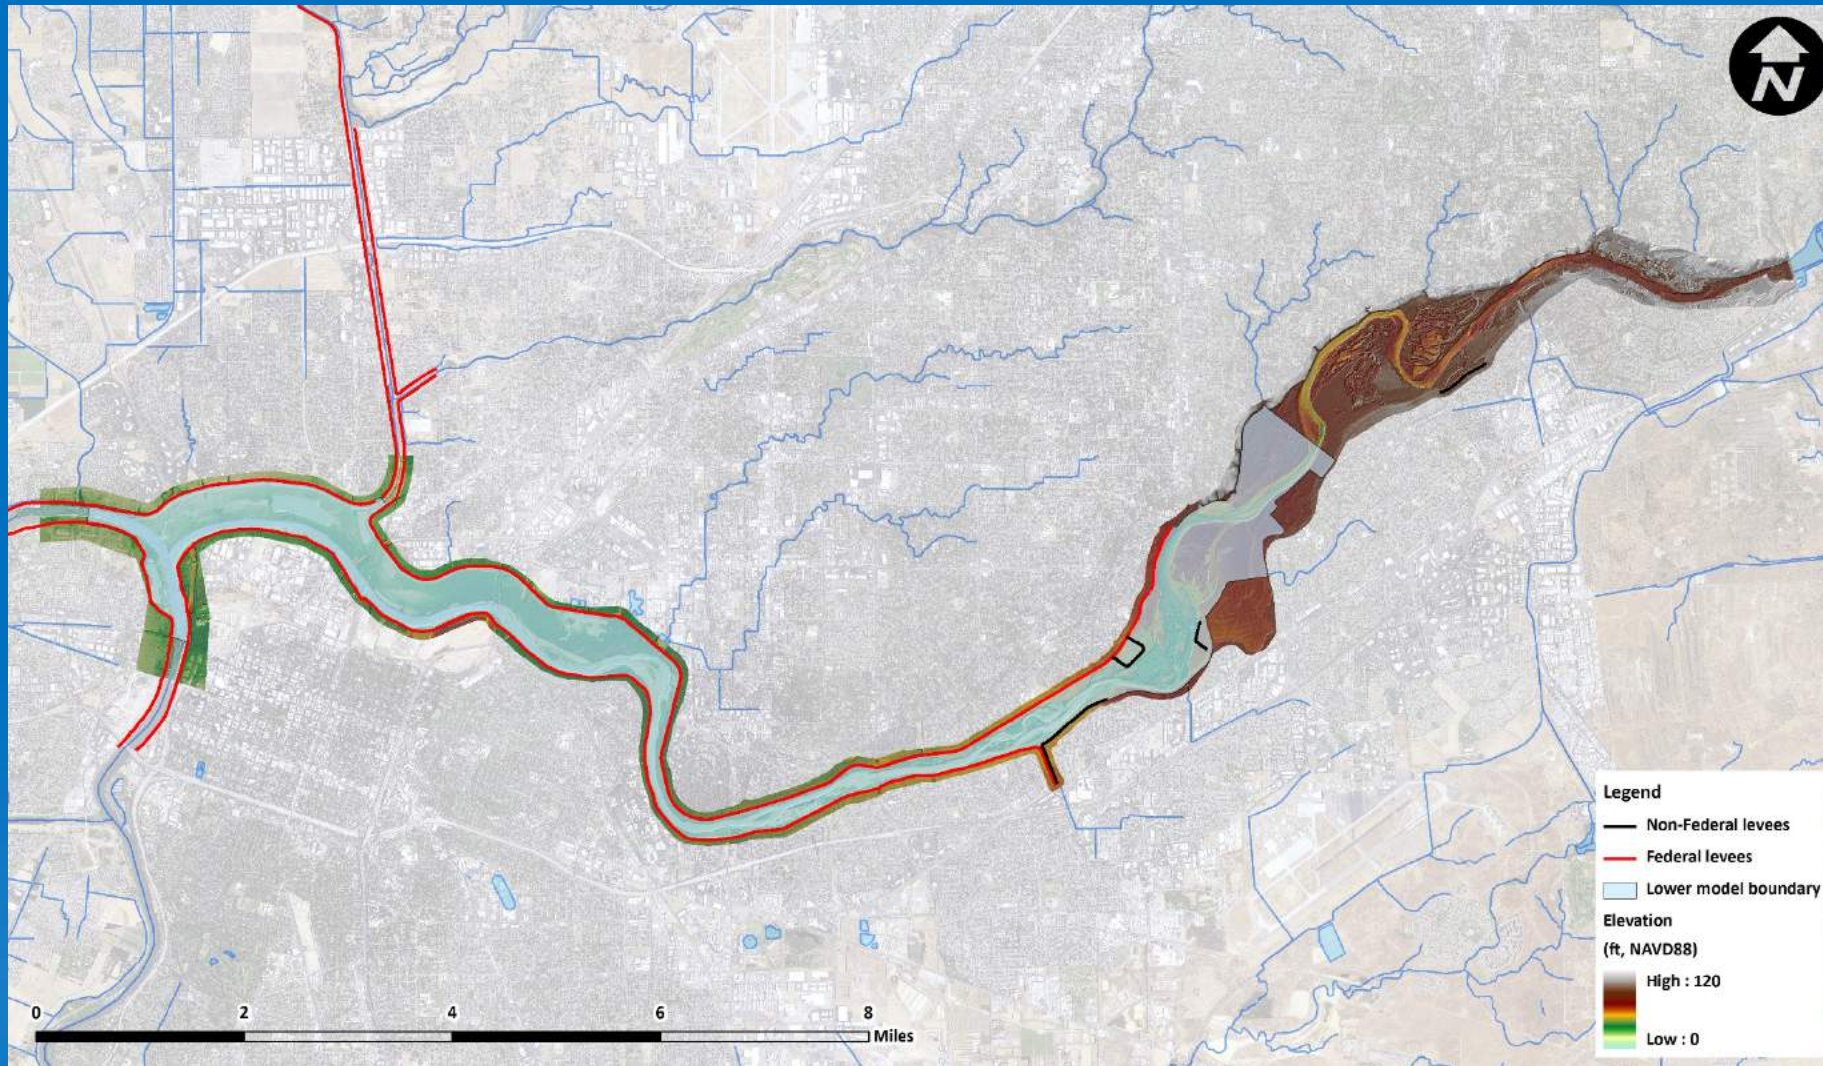 N
Legend
Non-Federal levees
Federal levees
Lower model boundary
Elevation
(ft, NAVD88)
High : 120
Low : 0
0 2 4 6 8
Miles